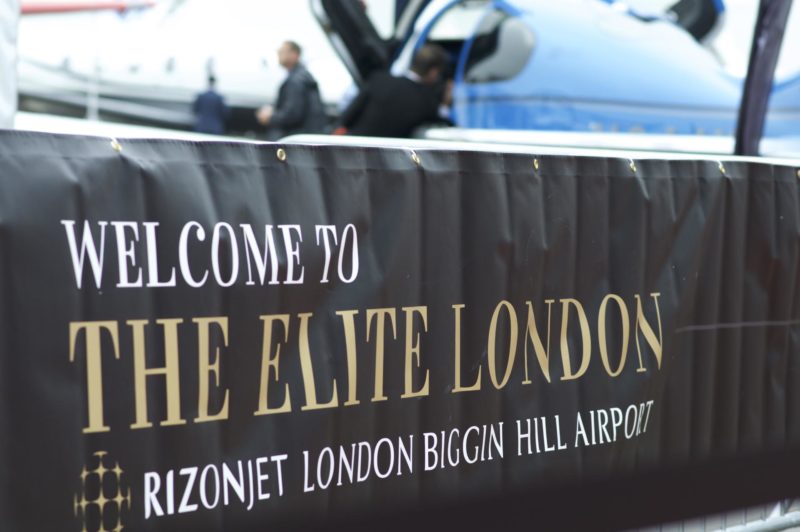 WELCOME TO
THE ELITE LONDON
RIZONJET LONDON BIGGIN HILL AIRPORT